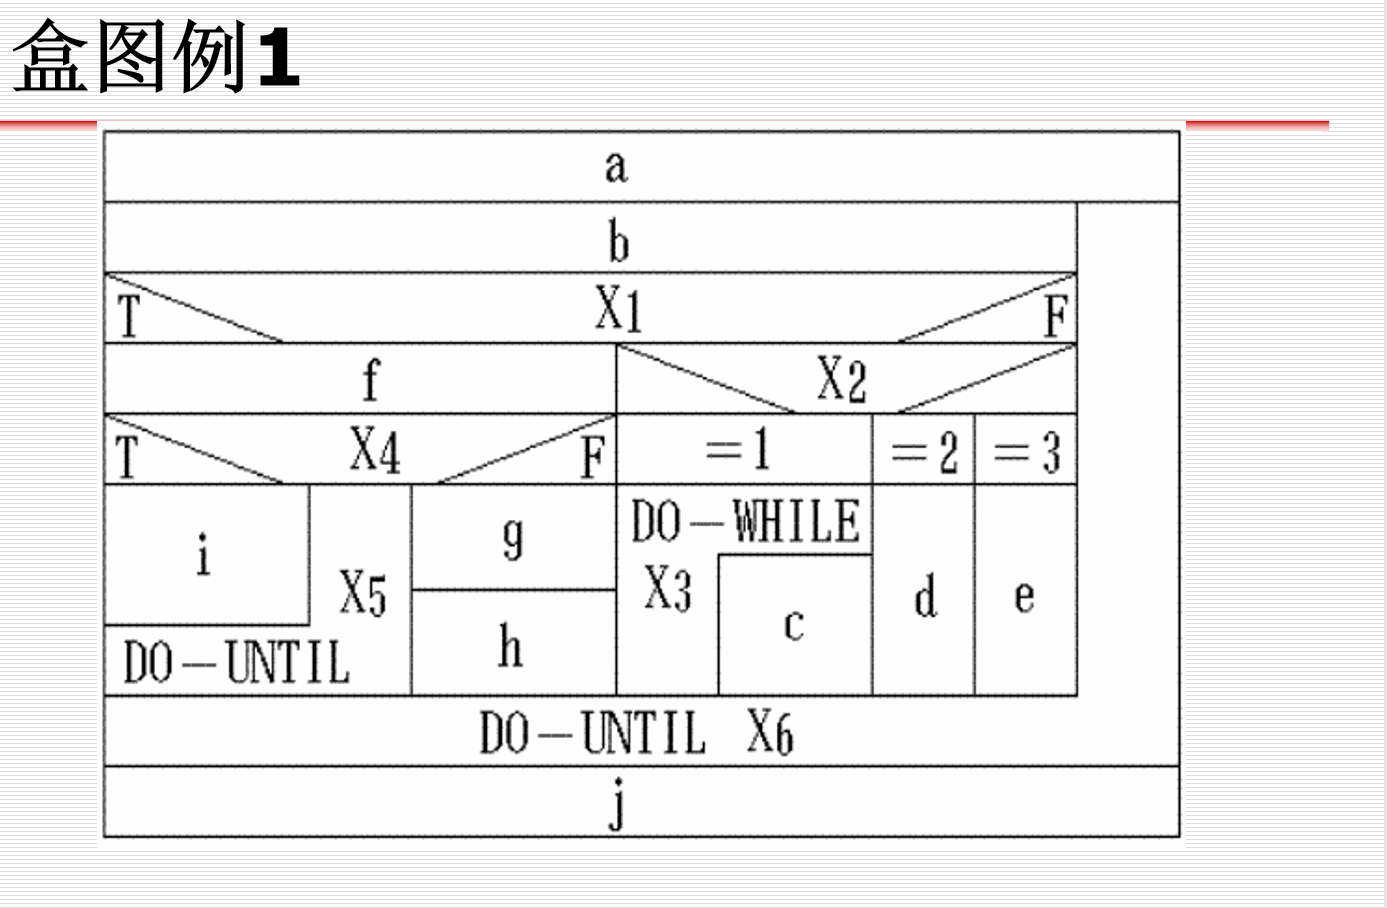 盒图例1
a
b
T X1 F
f X2
T X4 F =1 =2 =3
i X5 g DO-WHILE X3 c d e
h
DO-UNTIL
DO-UNTIL X6
j